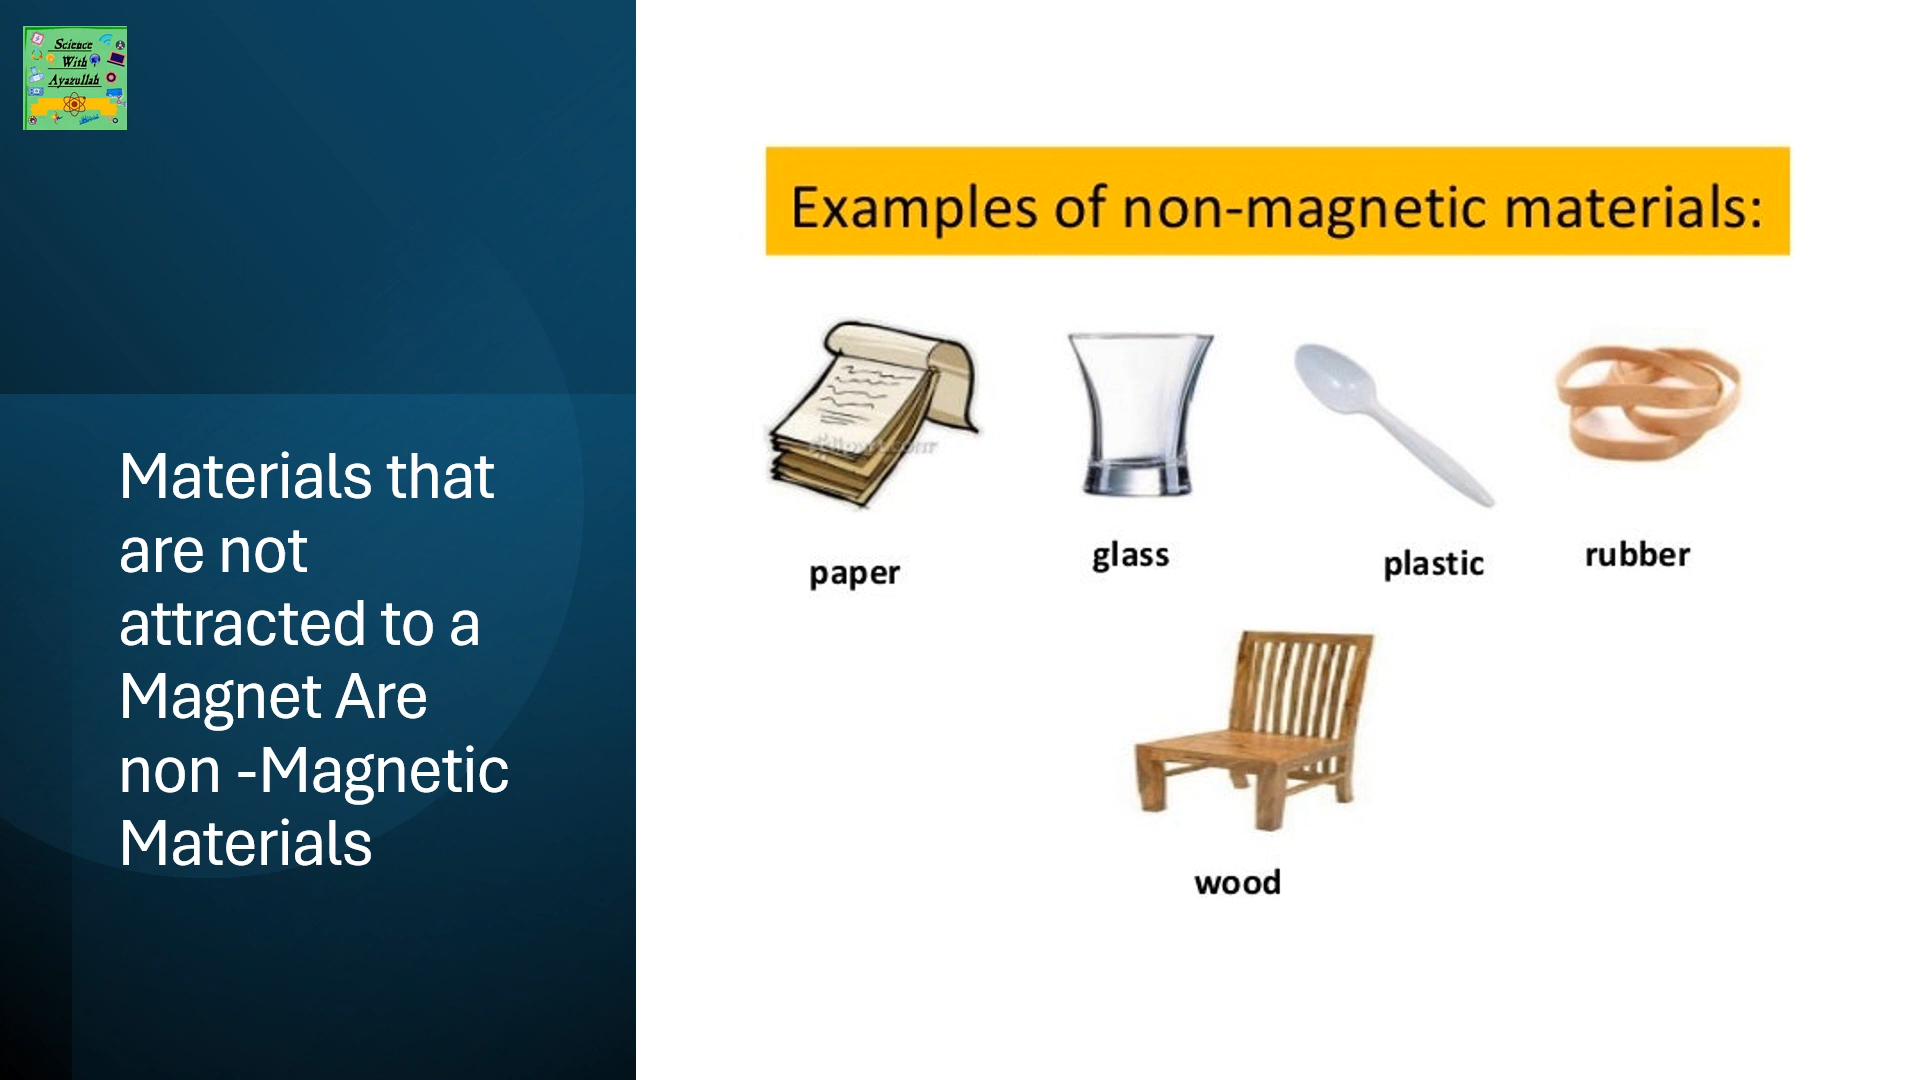 Science
With
Ayazullah
Materials that
are not
attracted to a
Magnet Are
non -Magnetic
Materials
Examples of non-magnetic materials:
paper
glass
plastic
rubber
wood